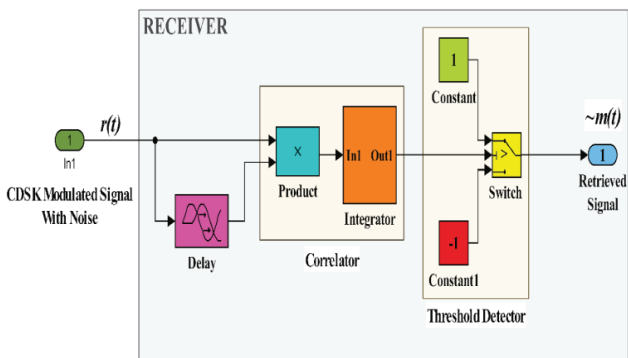 RECEIVER
1
Constant
r(t)
1
In1
CDSK Modulated Signal
With Noise
X
Product
In1 Out1
Integrator
Delay
Correlator
>
Switch
-1
Constant1
Threshold Detector
~m(t)
1
Retrieved
Signal